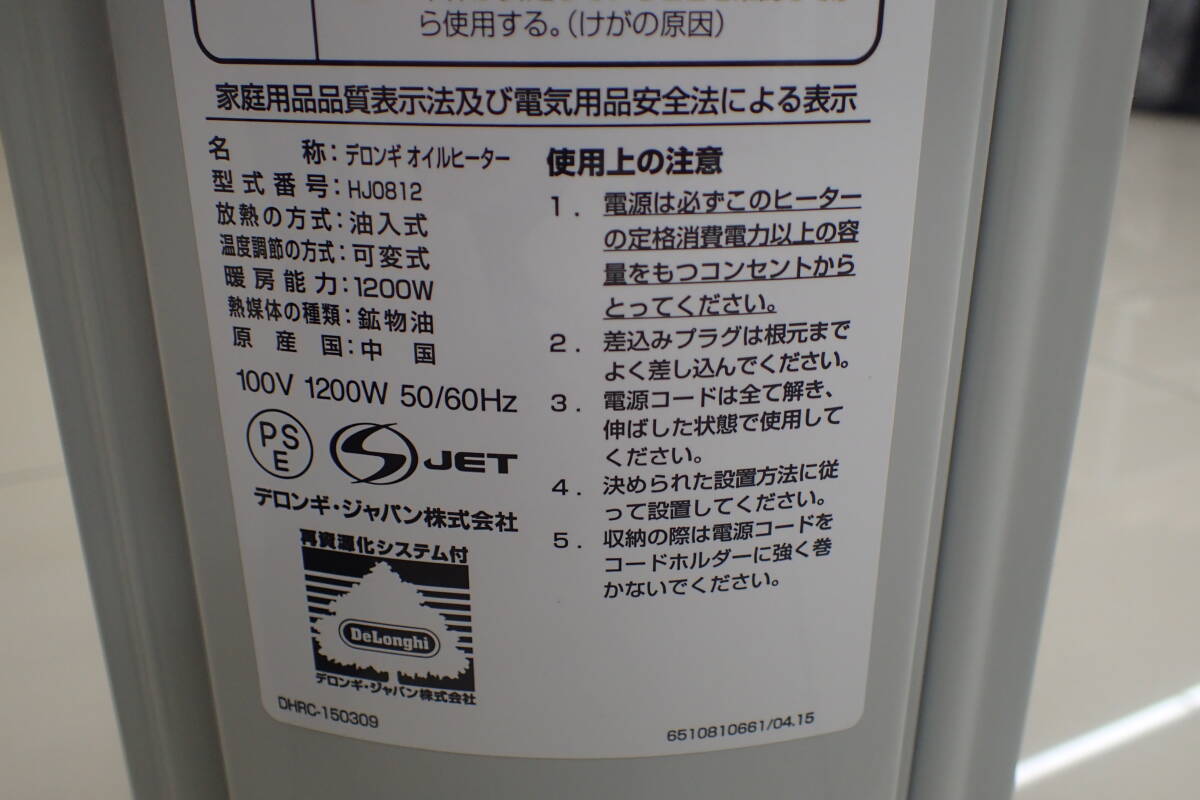 ら使用する。(けがの原因)
家庭用品品質表示法及び電気用品安全法による表示
名 称:デロンギ オイルヒーター
型式番号:HJ0812
放熱の方式:油入式
温度調節の方式:可変式
暖房能力:1200W
熱媒体の種類:鉱物油
原産国:中 国
100V 1200W 50/60Hz
PS
E
JET
デロンギ・ジャパン株式会社
再資源化システム付
DeLonghi
デロンギ・ジャパン株式会社
DHRC-150309
使用上の注意
1. 電源は必ずこのヒーター
の定格消費電力以上の容
量をもつコンセントから
とってください。
2. 差込みプラグは根元まで
よく差し込んでください。
3. 電源コードは全て解き、
伸ばした状態で使用して
ください。
4. 決められた設置方法に従
って設置してください。
5. 収納の際は電源コードを
コードホルダーに強く巻
かないでください。
6510810661/04.15